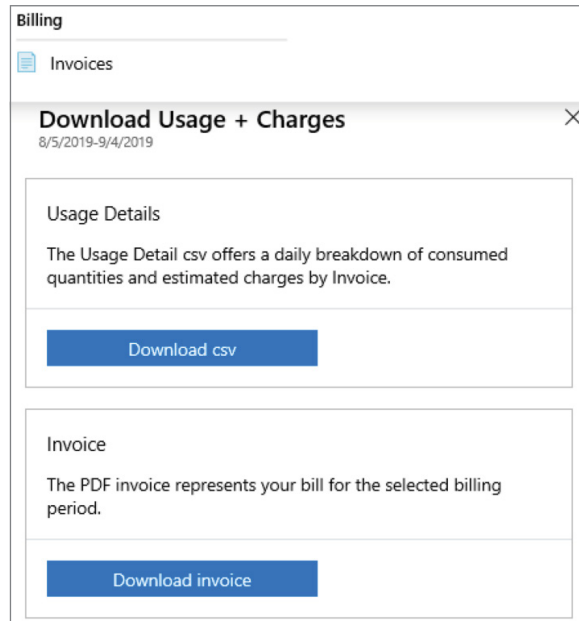 Billing
Invoices
Download Usage + Charges
8/5/2019-9/4/2019
Usage Details
The Usage Detail csv offers a daily breakdown of consumed
quantities and estimated charges by Invoice.
Download csv
Invoice
The PDF invoice represents your bill for the selected billing
period.
Download invoice